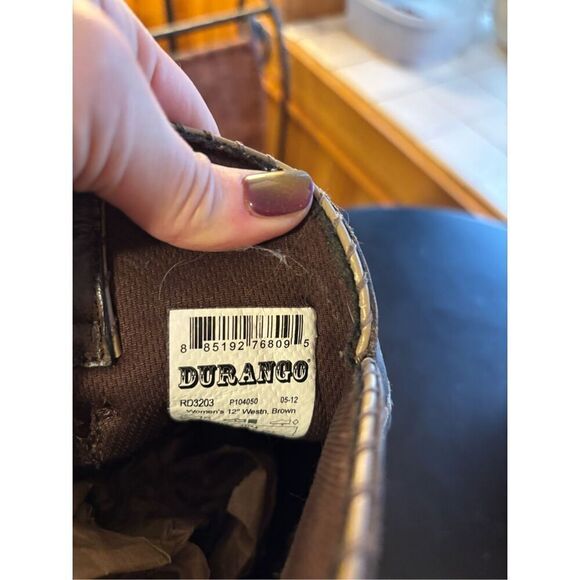 8 85192 76809 5
DURANGO®
RD3203 P104050 05-12
Women's 12" Westn, Brown